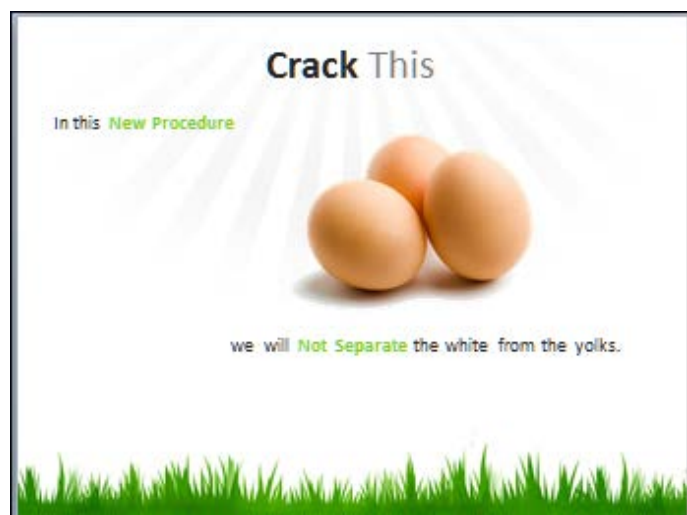 Crack This
In this New Procedure
we will Not Separate the white from the yolks.